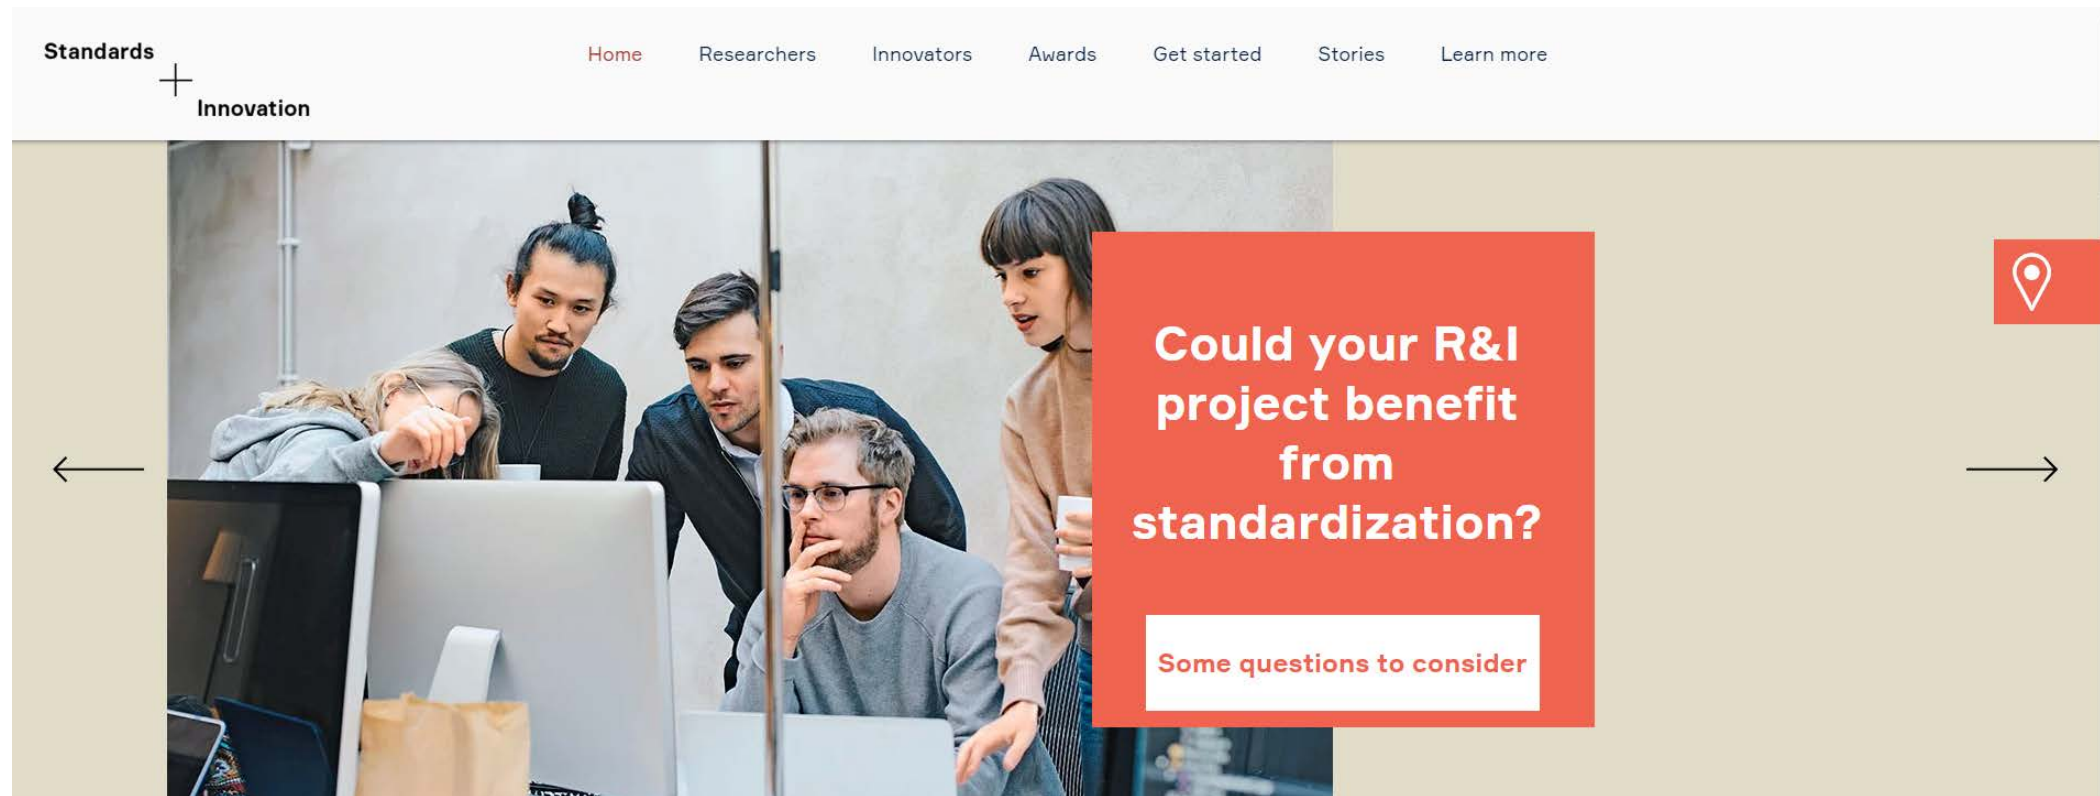 Standards
+
Innovation
Home Researchers Innovators Awards Get started Stories Learn more
Could your R&I
project benefit
from
standardization?
Some questions to consider